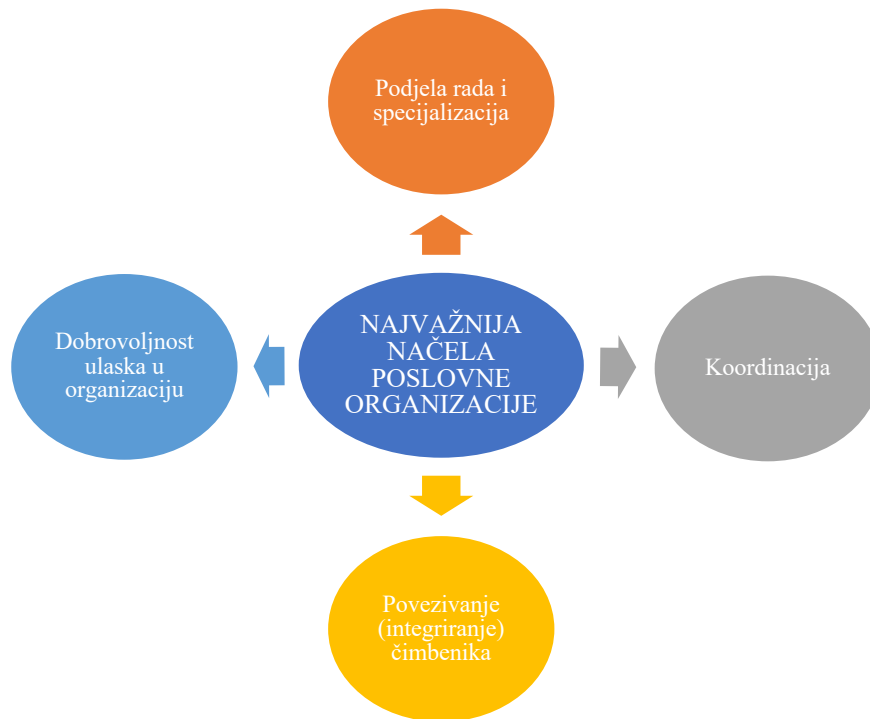 Podjela rada i
specijalizacija
Dobrovoljnost
ulaska u
organizaciju
NAJVAŽNIJA
NAČELA
POSLOVNE
ORGANIZACIJE
Koordinacija
Povezivanje
(integriranje)
čimbenika